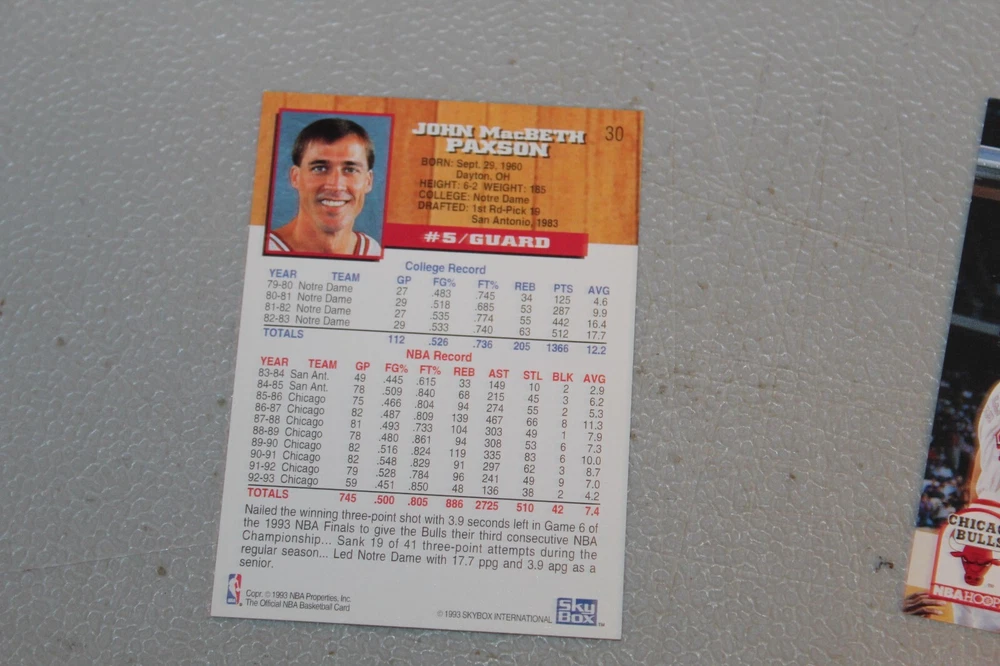 JOHN MacBETH 30
PAXSON
BORN: Sept. 29, 1960
Dayton, OH
HEIGHT: 6-2 WEIGHT: 185
COLLEGE: Notre Dame
DRAFTED: 1st Rd-Pick 19
San Antonio, 1983
#5/GUARD
College Record
YEAR TEAM GP FG% FT% REB PTS AVG
79-80 Notre Dame 27 .483 .745 34 125 4.6
80-81 Notre Dame 29 .518 .685 53 287 9.9
81-82 Notre Dame 27 .535 .774 55 442 16.4
82-83 Notre Dame 29 .533 .740 63 512 17.7
TOTALS 112 .526 .736 205 1366 12.2
NBA Record
YEAR TEAM GP FG% FT% REB AST STL BLK AVG
83-84 San Ant. 49 .445 .615 33 149 10 2 2.9
84-85 San Ant. 78 .509 .840 68 215 45 3 6.2
85-86 Chicago 75 .466 .804 94 274 55 2 5.3
86-87 Chicago 82 .487 .809 139 467 66 8 11.3
87-88 Chicago 81 .493 .733 104 303 49 1 7.9
88-89 Chicago 78 .480 .861 94 308 53 6 7.3
89-90 Chicago 82 .516 .824 119 335 83 6 10.0
90-91 Chicago 82 .548 .829 91 297 62 3 8.7
91-92 Chicago 79 .528 .784 96 241 49 9 7.0
92-93 Chicago 59 .451 .850 48 136 38 2 4.2
TOTALS 745 .500 .805 886 2725 510 42 7.4
Nailed the winning three-point shot with 3.9 seconds left in Game 6 of
the 1993 NBA Finals to give the Bulls their third consecutive NBA
Championship... Sank 19 of 41 three-point attempts during the
regular season... Led Notre Dame with 17.7 ppg and 3.9 apg as a
senior.
Copr. © 1993 NBA Properties, Inc.
The Official NBA Basketball Card
© 1993 SKYBOX INTERNATIONAL
Sky
Box TM
BULLS